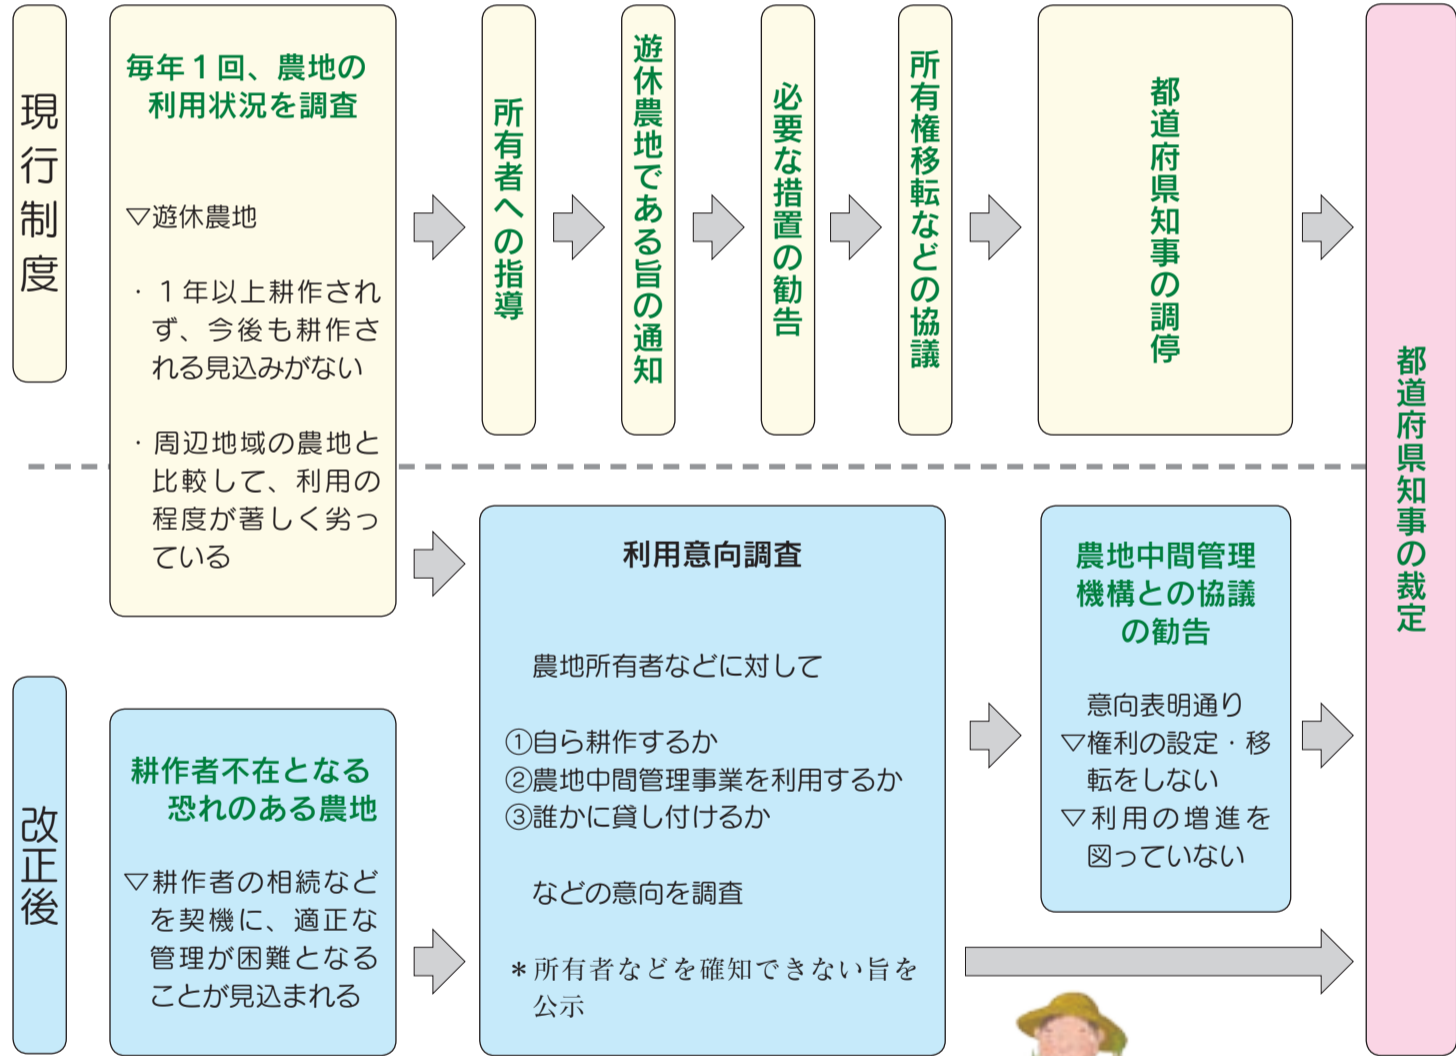 現行制度
毎年1回、農地の
利用状況を調査
▽遊休農地
・1年以上耕作され
ず、今後も耕作さ
れる見込みがない
・周辺地域の農地と
比較して、利用の
程度が著しく劣っ
ている
所有者への指導
遊休農地である旨の通知
必要な措置の勧告
所有権移転などの協議
都道府県知事の調停
都道府県知事の裁定
改正後
耕作者不在となる
恐れのある農地
▽耕作者の相続など
を契機に、適正な
管理が困難となる
ことが見込まれる
利用意向調査
農地所有者などに対して
①自ら耕作するか
②農地中間管理事業を利用するか
③誰かに貸し付けるか
などの意向を調査
＊所有者などを確知できない旨を
公示
農地中間管理
機構との協議
の勧告
意向表明通り
▽権利の設定・移
転をしない
▽利用の増進を
図っていない